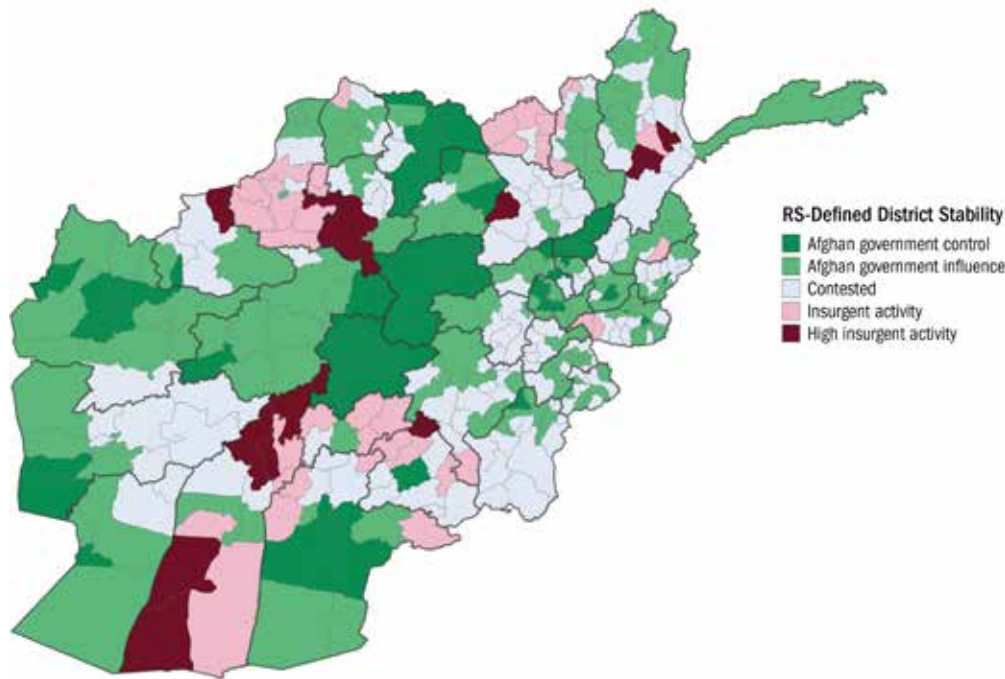 RS-Defined District Stability
Afghan government control
Afghan government influence
Contested
Insurgent activity
High insurgent activity